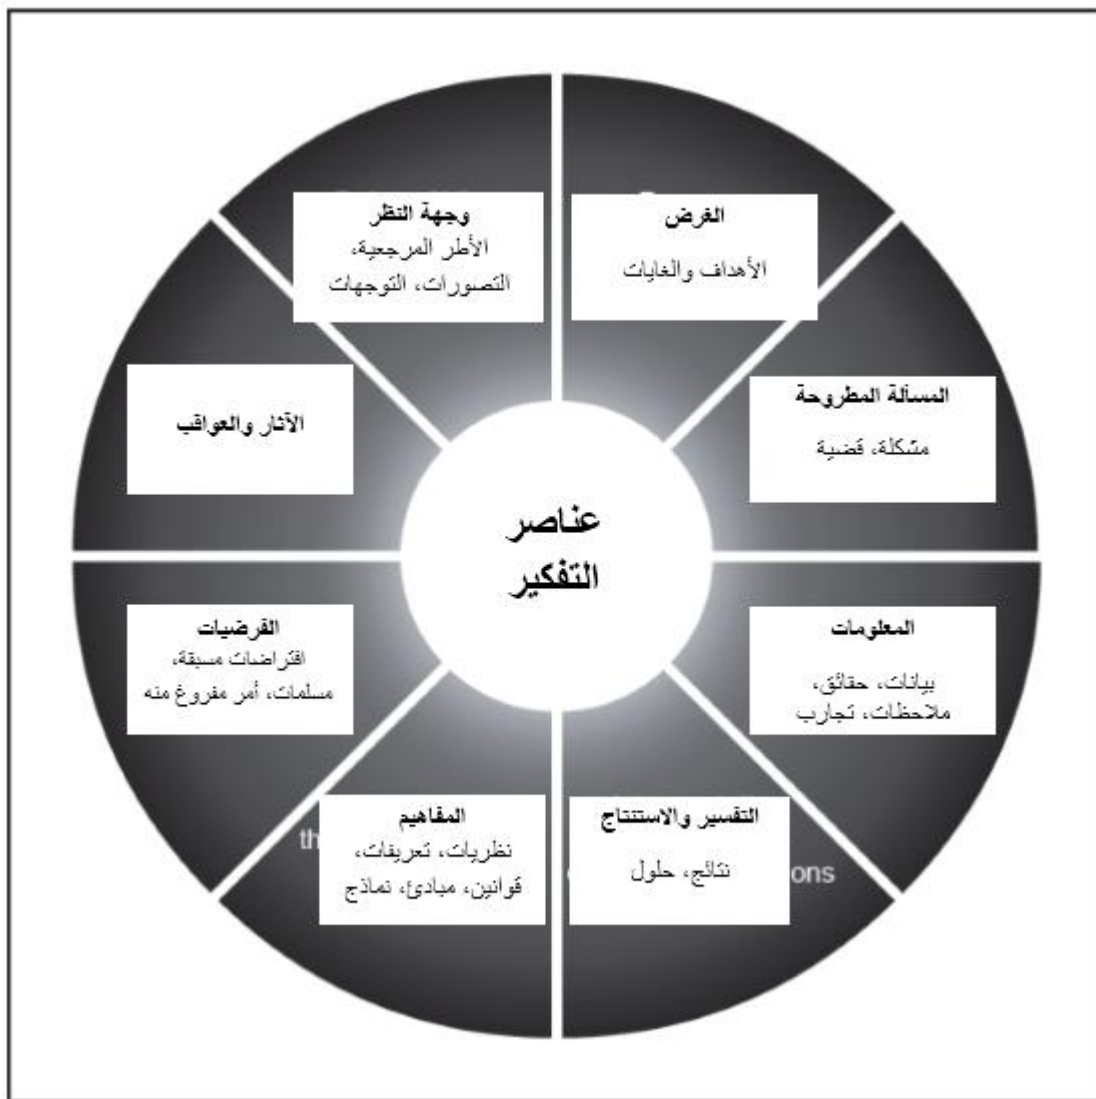 وجهة النظر
الأطر المرجعية،
التصورات، التوجهات
الغرض
الأهداف والغايات
المسألة المطروحة
مشكلة، قضية
المعلومات
بيانات، حقائق،
ملاحظات، تجارب
التفسير والاستنتاج
نتائج، حلول
المفاهيم
نظريات، تعريفات،
قوانين، مبادئ، نماذج
الفرضيات
افتراضات مسبقة،
مسلمات، أمر مفروغ منه
الآثار والعواقب
عناصر
التفكير
th
ons